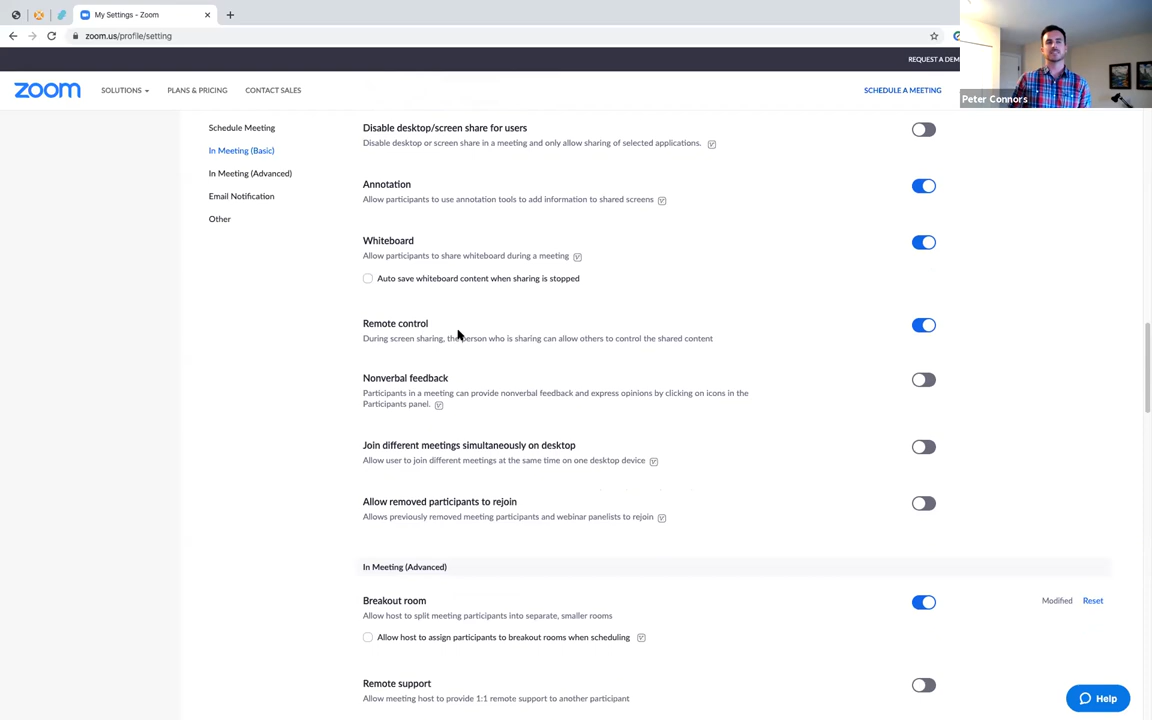 My Settings - Zoom
zoom.us/profile/setting
REQUEST A DEM
zoom
SOLUTIONS
PLANS & PRICING
CONTACT SALES
SCHEDULE A MEETING
Peter Connors
Schedule Meeting
In Meeting (Basic)
In Meeting (Advanced)
Email Notification
Other
Disable desktop/screen share for users
Disable desktop or screen share in a meeting and only allow sharing of selected applications.
Annotation
Allow participants to use annotation tools to add information to shared screens
Whiteboard
Allow participants to share whiteboard during a meeting
Auto save whiteboard content when sharing is stopped
Remote control
During screen sharing, the person who is sharing can allow others to control the shared content
Nonverbal feedback
Participants in a meeting can provide nonverbal feedback and express opinions by clicking on icons in the
Participants panel.
Join different meetings simultaneously on desktop
Allow user to join different meetings at the same time on one desktop device
Allow removed participants to rejoin
Allows previously removed meeting participants and webinar panelists to rejoin
In Meeting (Advanced)
Breakout room
Modified Reset
Allow host to split meeting participants into separate, smaller rooms
Allow host to assign participants to breakout rooms when scheduling
Remote support
Allow meeting host to provide 1:1 remote support to another participant
Help